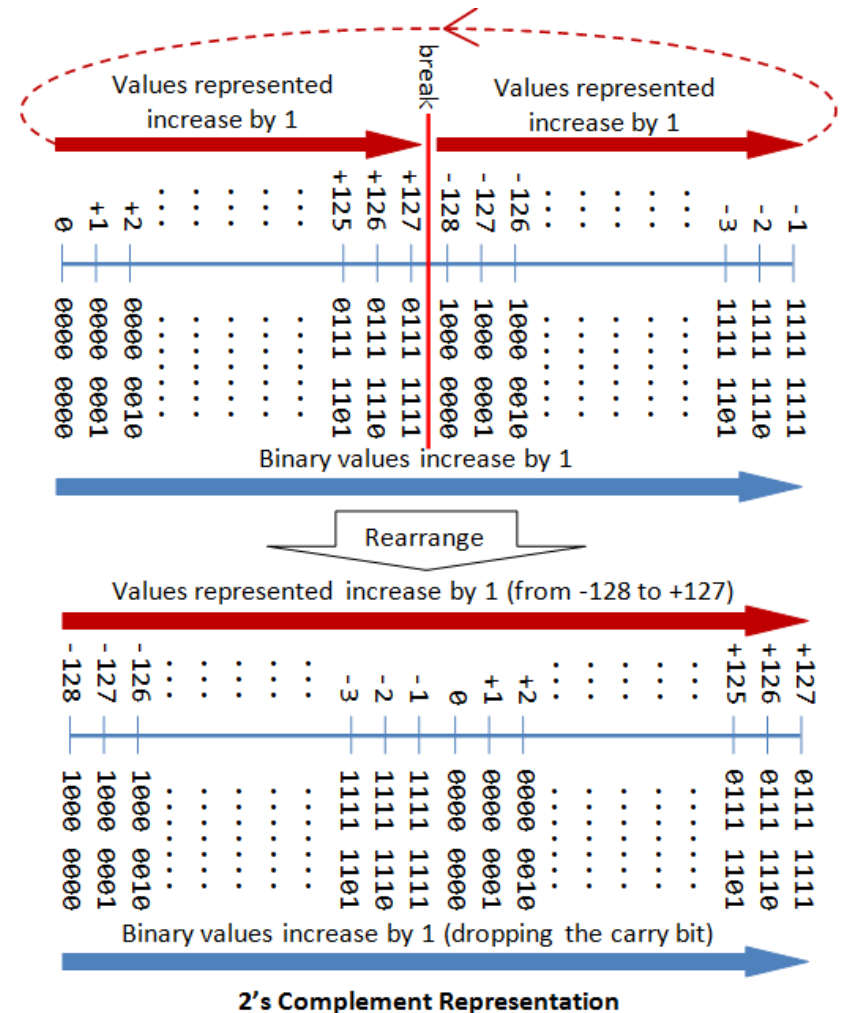 break
Values represented
increase by 1
Values represented
increase by 1
0 +1 +2 ..... +125 +126 +127 -128 -127 -126 ..... -3 -2 -1
0000 0000
0000 0001
0000 0010
0111 1101
0111 1110
0111 1111
1000 0000
1000 0001
1000 0010
1111 1101
1111 1110
1111 1111
Binary values increase by 1
Rearrange
Values represented increase by 1 (from -128 to +127)
-128 -127 -126 ..... -3 -2 -1 0 +1 +2 ..... +125 +126 +127
1000 0000
1000 0001
1000 0010
1111 1101
1111 1110
1111 1111
0000 0000
0000 0001
0000 0010
0111 1101
0111 1110
0111 1111
Binary values increase by 1 (dropping the carry bit)
2's Complement Representation